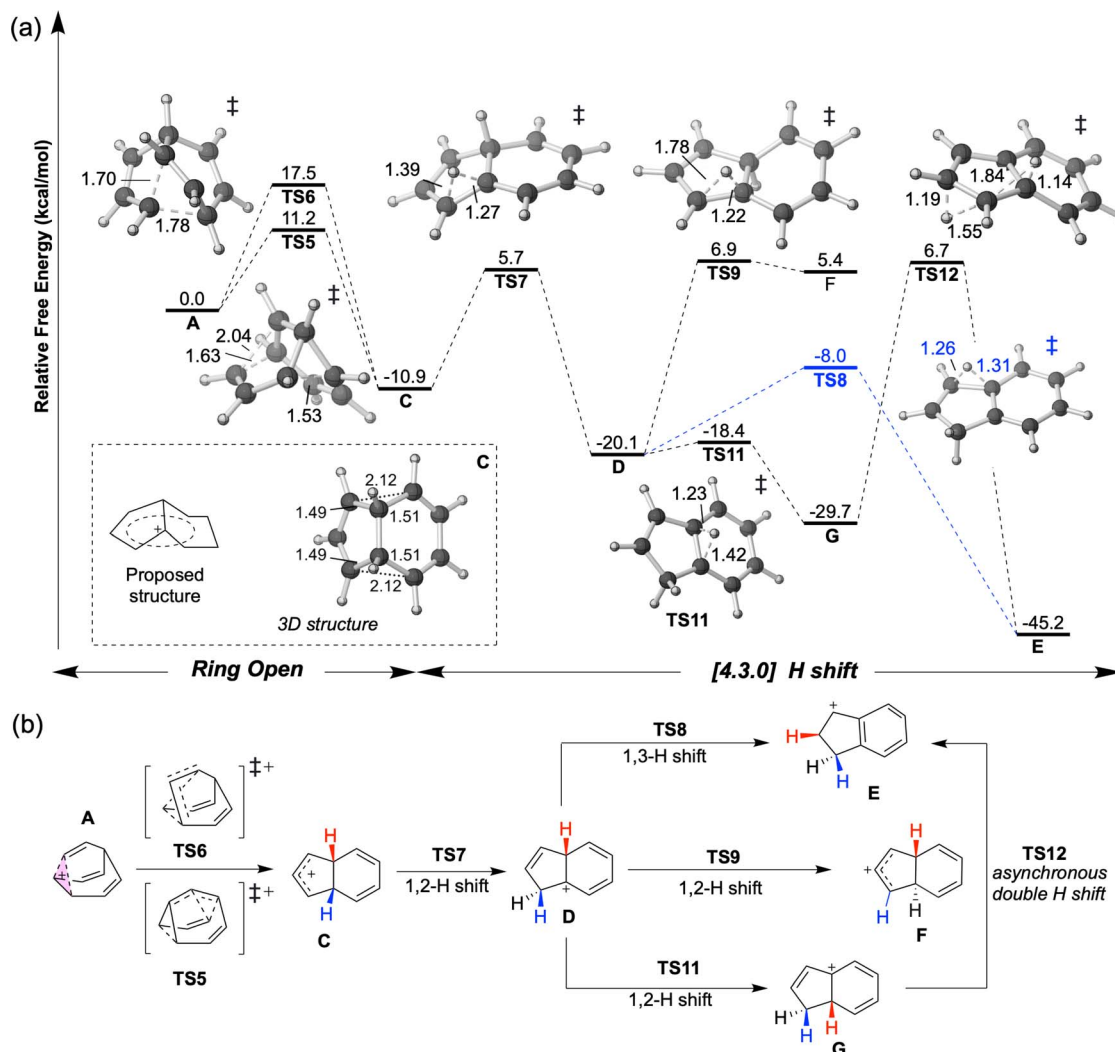 (a)
Relative Free Energy (kcal/mol)
‡
1.70
1.78
17.5
TS6
11.2
TS5
0.0
A
‡
2.04
1.63
1.53
-10.9
C
‡
1.39
1.27
5.7
TS7
-20.1
D
‡
1.78
1.22
6.9
TS9
5.4
F
-8.0
TS8
-18.4
TS11
‡
1.23
1.42
TS11
-29.7
G
‡
1.84
1.14
1.19
1.55
6.7
TS12
‡
1.26
1.31
-45.2
E
C
+
Proposed
structure
2.12
1.49
1.51
1.49
1.51
2.12
3D structure
Ring Open
[4.3.0] H shift
(b)
A
+
‡+
TS6
‡+
TS5
H
+
H
C
TS7
1,2-H shift
H
H
H
+
D
TS8
1,3-H shift
+
H
H
H
E
TS9
1,2-H shift
H
+
H
H
F
TS11
1,2-H shift
+
H
H
H
G
TS12
asynchronous
double H shift